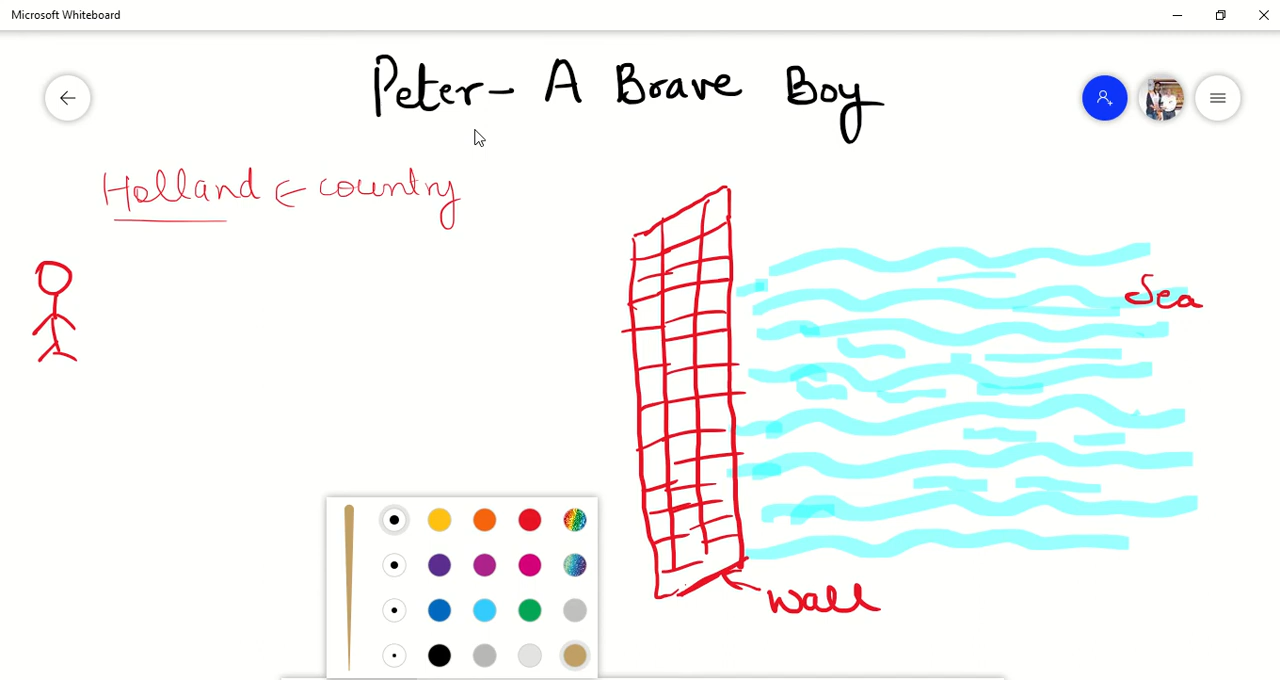 Microsoft Whiteboard
Peter- A Brave Boy
Holland ← country
Sea
Wall